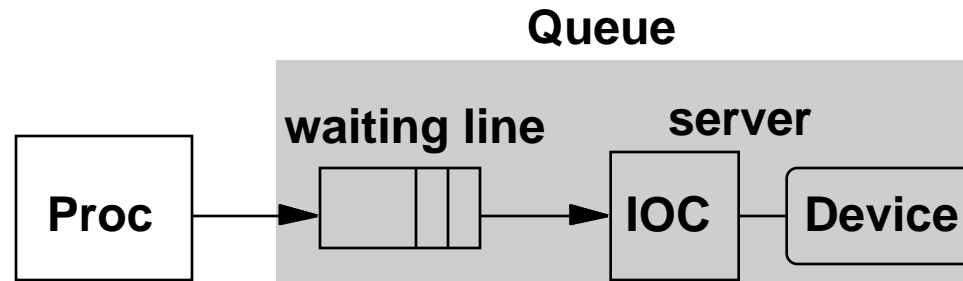 Queue
waiting line
server
Proc
IOC
Device